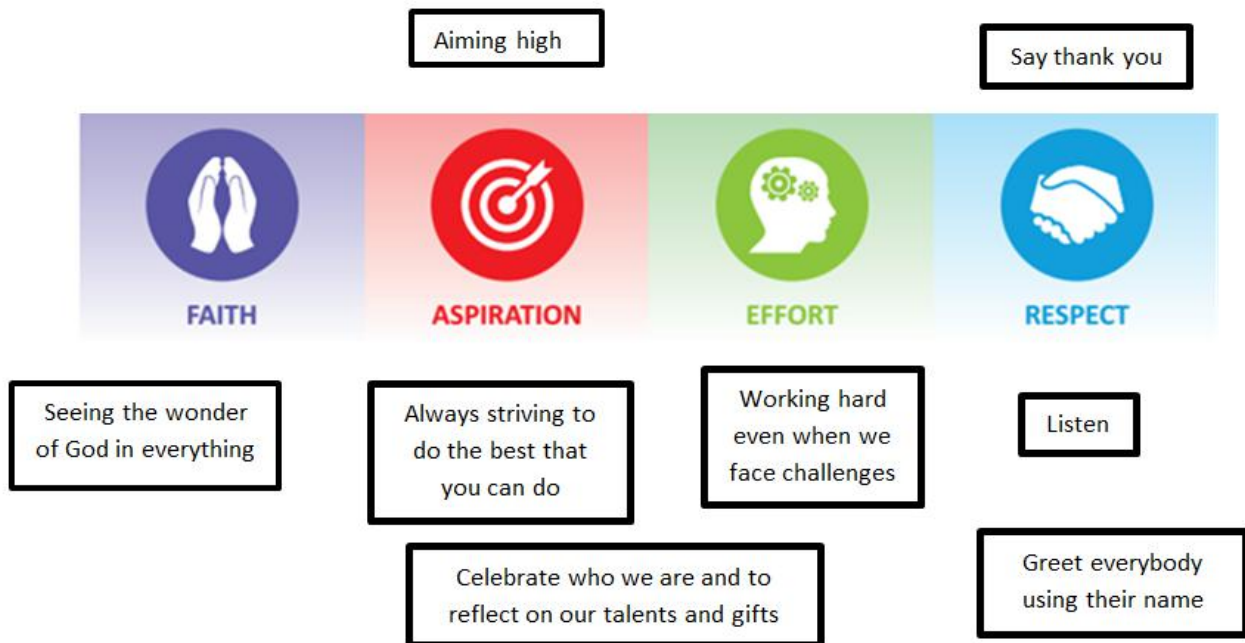 Aiming high
Say thank you
FAITH
ASPIRATION
EFFORT
RESPECT
Seeing the wonder
of God in everything
Always striving to
do the best that
you can do
Working hard
even when we
face challenges
Listen
Celebrate who we are and to
reflect on our talents and gifts
Greet everybody
using their name